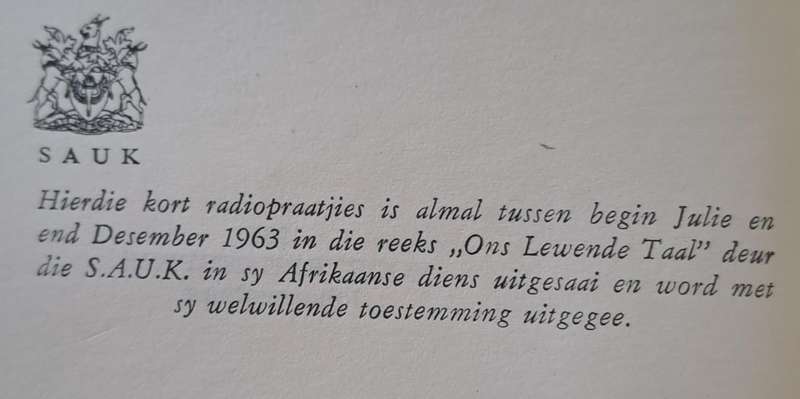 SAUK
Hierdie kort radiopraatjies is almal tussen begin Julie en
end Desember 1963 in die reeks „Ons Lewende Taal” deur
die S.A.U.K. in sy Afrikaanse diens uitgesaai en word met
sy welwillende toestemming uitgegee.